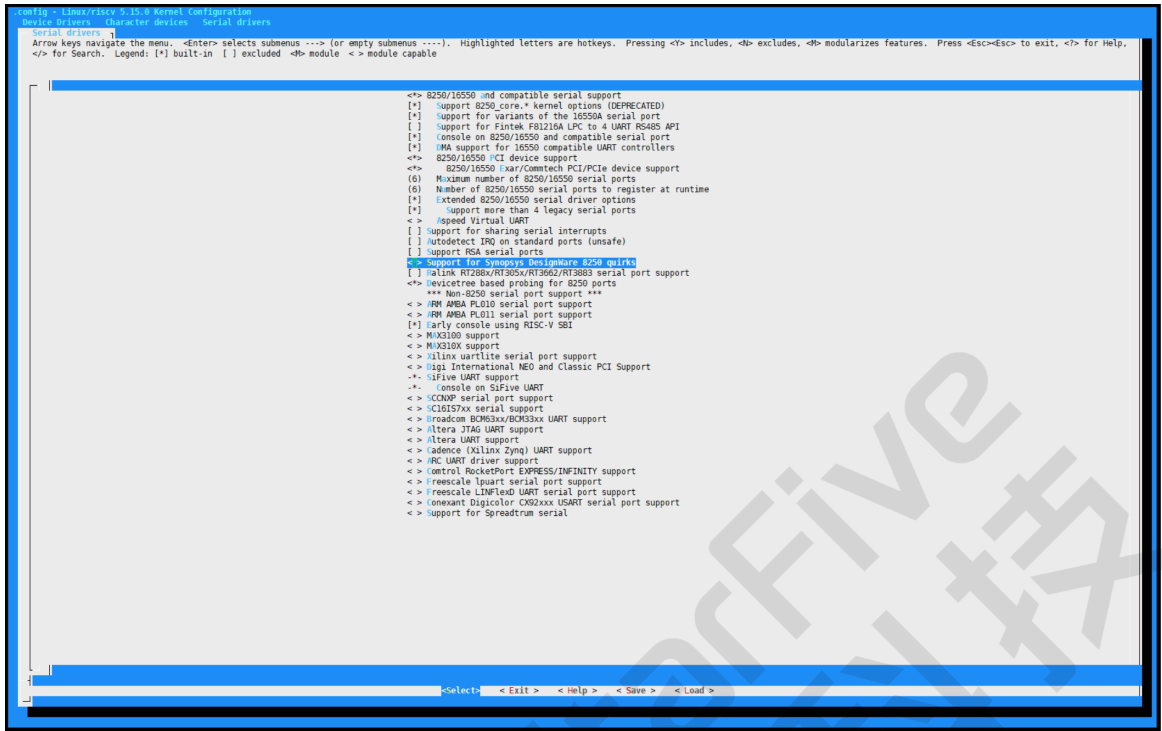 .config - Linux/riscv 5.15.0 Kernel Configuration
Device Drivers Character devices Serial drivers
Serial drivers
Arrow keys navigate the menu. <Enter> selects submenus ---> (or empty submenus ----). Highlighted letters are hotkeys. Pressing <Y> includes, <N> excludes, <M> modularizes features. Press <Esc><Esc> to exit, <?> for Help,
</> for Search. Legend: [*] built-in [ ] excluded <M> module < > module capable
<*> 8250/16550 and compatible serial support
[*] Support 8250_core.* kernel options (DEPRECATED)
[*] Support for variants of the 16550A serial port
[ ] Support for Fintek F81216A LPC to 4 UART RS485 API
[*] Console on 8250/16550 and compatible serial port
[*] DMA support for 16550 compatible UART controllers
<*> 8250/16550 PCI device support
<*> 8250/16550 Exar/Commtech PCI/PCIe device support
(6) Maximum number of 8250/16550 serial ports
(6) Number of 8250/16550 serial ports to register at runtime
[*] Extended 8250/16550 serial driver options
[*] Support more than 4 legacy serial ports
< > Aspeed Virtual UART
[ ] Support for sharing serial interrupts
[ ] Autodetect IRQ on standard ports (unsafe)
[ ] Support RSA serial ports
< > Support for Synopsys DesignWare 8250 quirks
[ ] Ralink RT288x/RT305x/RT3662/RT3883 serial port support
<*> Devicetree based probing for 8250 ports
*** Non-8250 serial port support ***
< > ARM AMBA PL010 serial port support
< > ARM AMBA PL011 serial port support
[*] Early console using RISC-V SBI
< > MAX3100 support
< > MAX310X support
< > Xilinx uartlite serial port support
< > Digi International NEO and Classic PCI Support
-*- SiFive UART support
-*- Console on SiFive UART
< > SCCNXP serial port support
< > SC16IS7xx serial support
< > Broadcom BCM63xx/BCM33xx UART support
< > Altera JTAG UART support
< > Altera UART support
< > Cadence (Xilinx Zynq) UART support
< > ARC UART driver support
< > Comtrol RocketPort EXPRESS/INFINITY support
< > Freescale lpuart serial port support
< > Freescale LINFlexD UART serial port support
< > Conexant Digicolor CX92xxx USART serial port support
< > Support for Spreadtrum serial
<Select> < Exit > < Help > < Save > < Load >
arFive
技